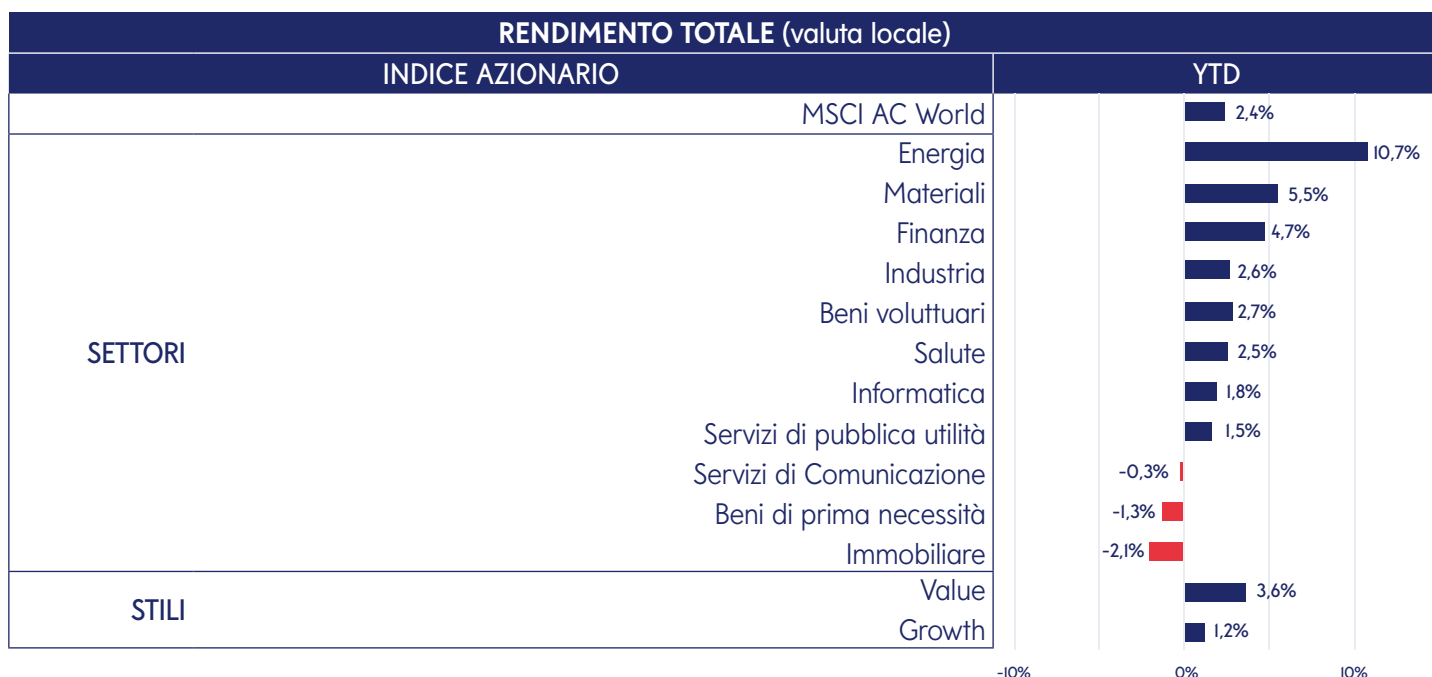 RENDIMENTO TOTALE (valuta locale)
INDICE AZIONARIO YTD
MSCI AC World 2,4%
Energia 10,7%
Materiali 5,5%
Finanza 4,7%
Industria 2,6%
Beni voluttuari 2,7%
SETTORI Salute 2,5%
Informatica 1,8%
Servizi di pubblica utilità 1,5%
Servizi di Comunicazione -0,3%
Beni di prima necessità -1,3%
Immobiliare -2,1%
STILI Value 3,6%
Growth 1,2%
-10% 0% 10%